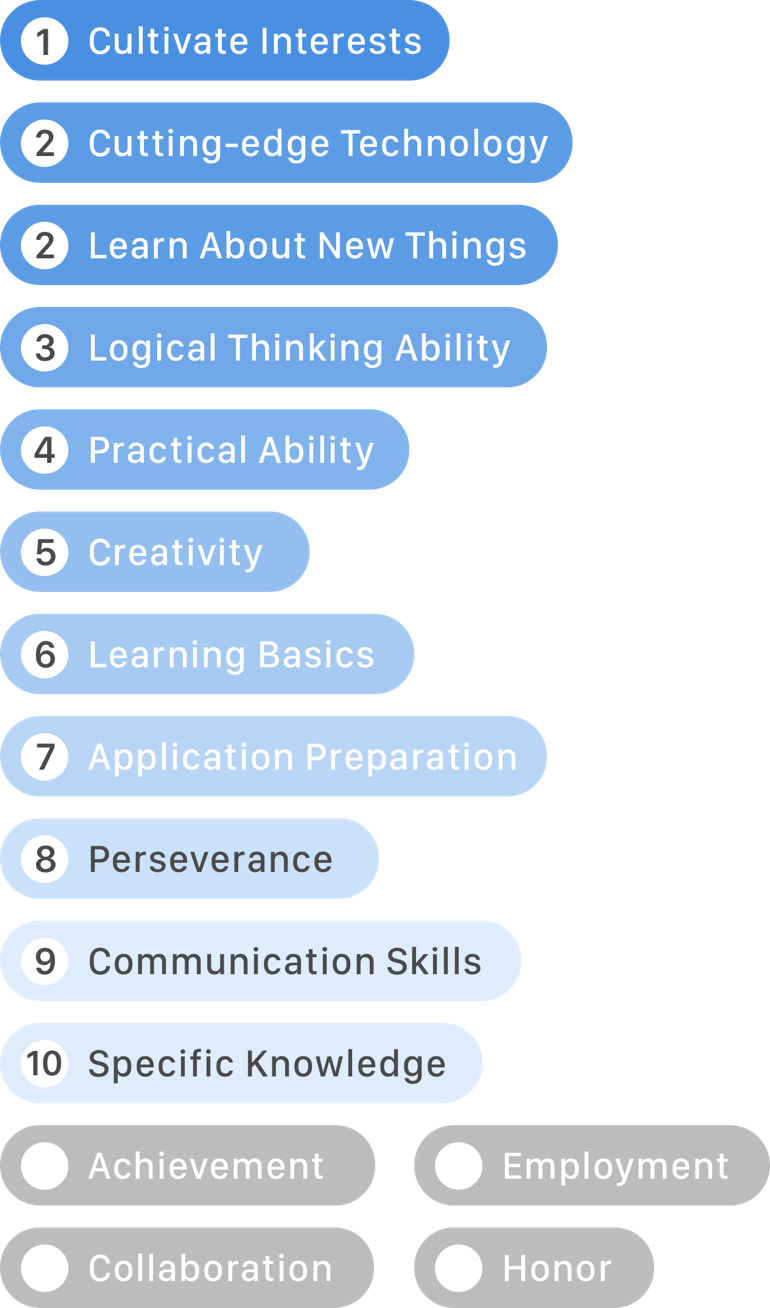 1 Cultivate Interests
2 Cutting-edge Technology
2 Learn About New Things
3 Logical Thinking Ability
4 Practical Ability
5 Creativity
6 Learning Basics
7 Application Preparation
8 Perseverance
9 Communication Skills
10 Specific Knowledge
Achievement Employment
Collaboration Honor